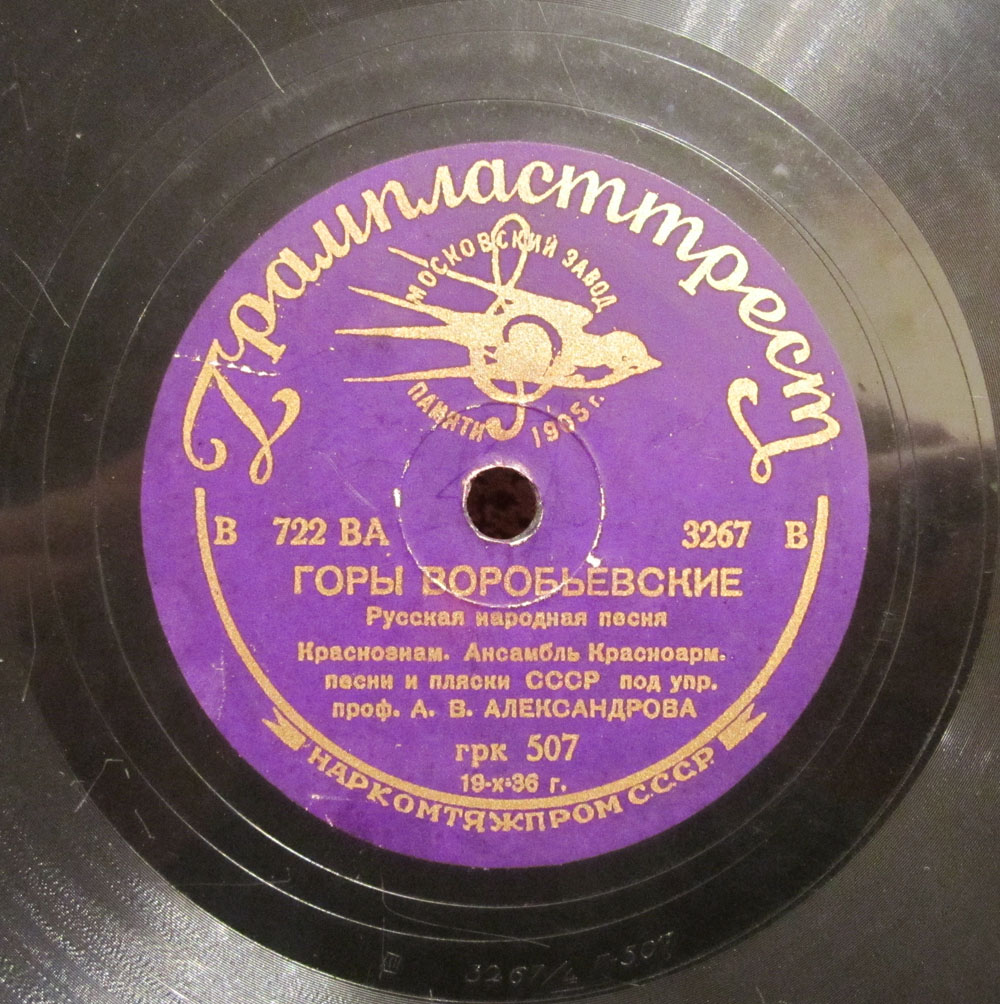 Грампласттрест
МОСКОВСКИЙ ЗАВОД
ПАМЯТИ 1905 г.
В 722 ВА 3267 В
ГОРЫ ВОРОБЬЕВСКИЕ
Русская народная песня
Краснознам. Ансамбль Красноарм.
песни и пляски СССР под упр.
проф. А. В. АЛЕКСАНДРОВА
грк 507
19-х-36 г.
НАРКОМТЯЖПРОМ СССР
III